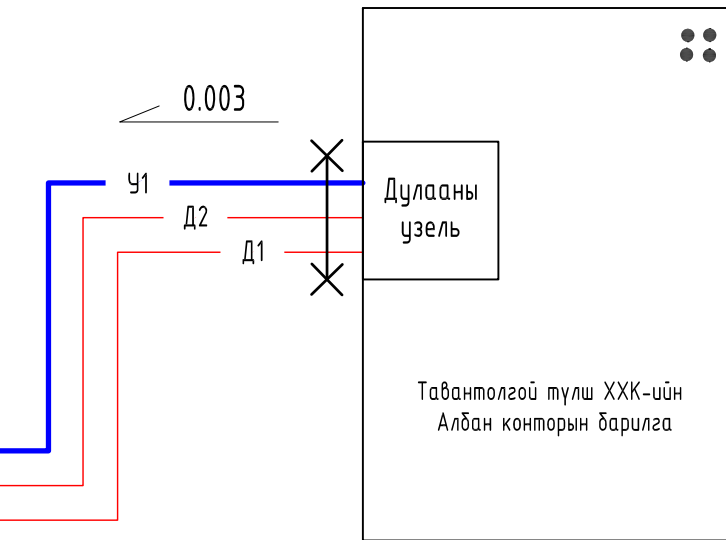 0.003
У1
Д2
Д1
Дулааны
узель
Тавантолгой түлш ХХК-ийн
Албан конторын барилга